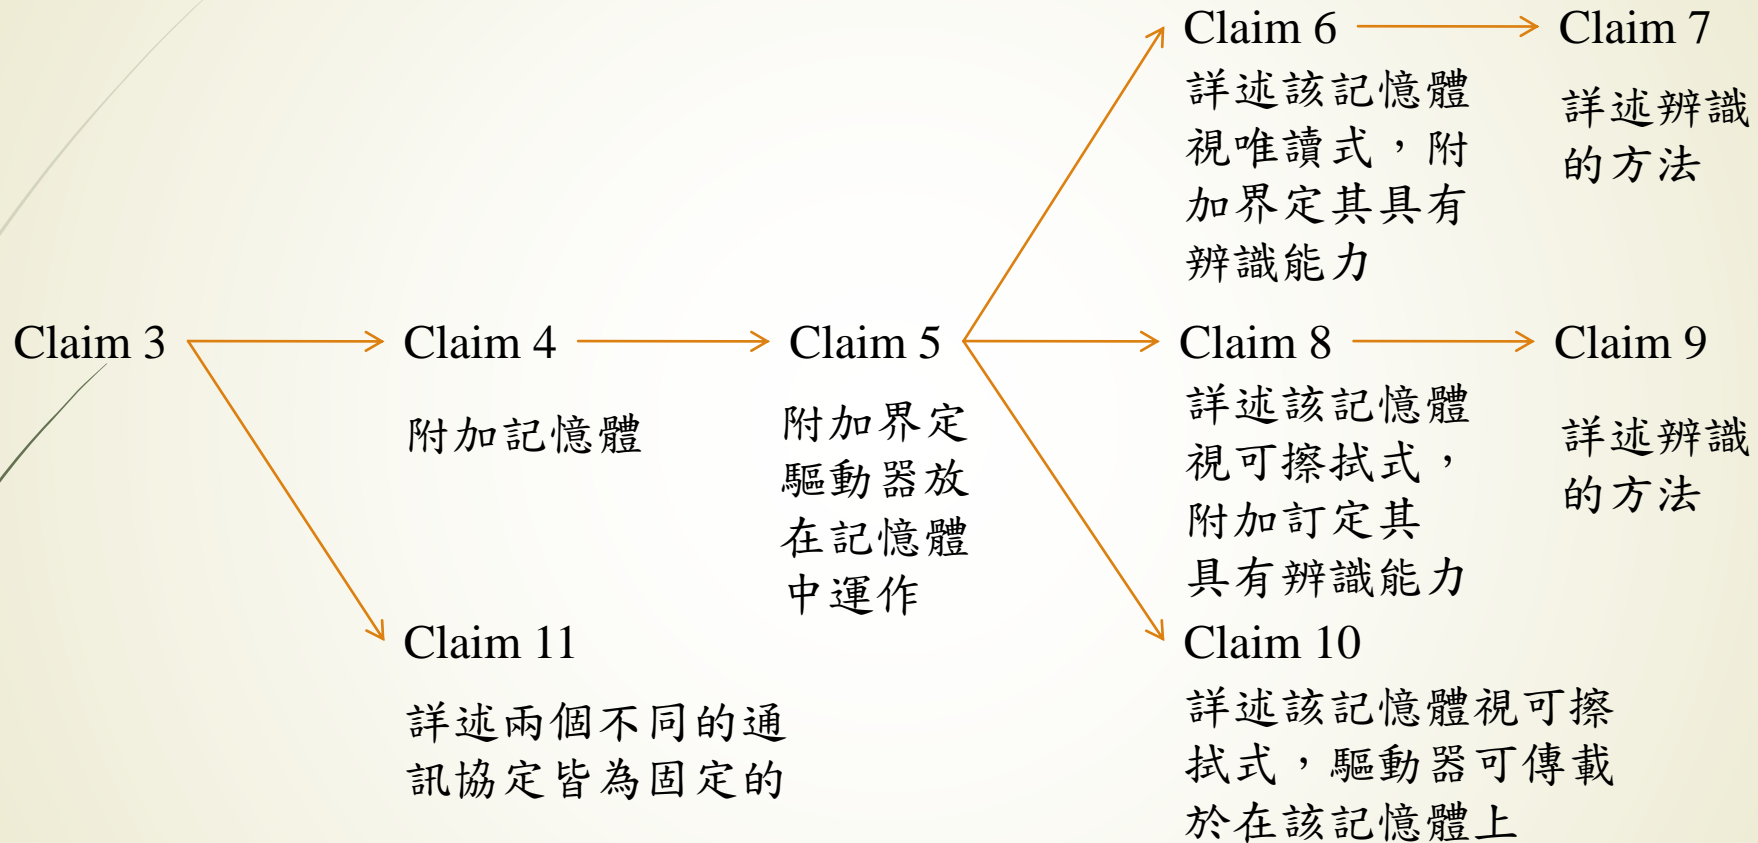 Claim 6
詳述該記憶體
視唯讀式，附
加界定其具有
辨識能力
Claim 7
詳述辨識
的方法
Claim 3
Claim 4
附加記憶體
Claim 5
附加界定
驅動器放
在記憶體
中運作
Claim 8
詳述該記憶體
視可擦拭式，
附加訂定其
具有辨識能力
Claim 9
詳述辨識
的方法
Claim 11
詳述兩個不同的通
訊協定皆為固定的
Claim 10
詳述該記憶體視可擦
拭式，驅動器可傳載
於在該記憶體上